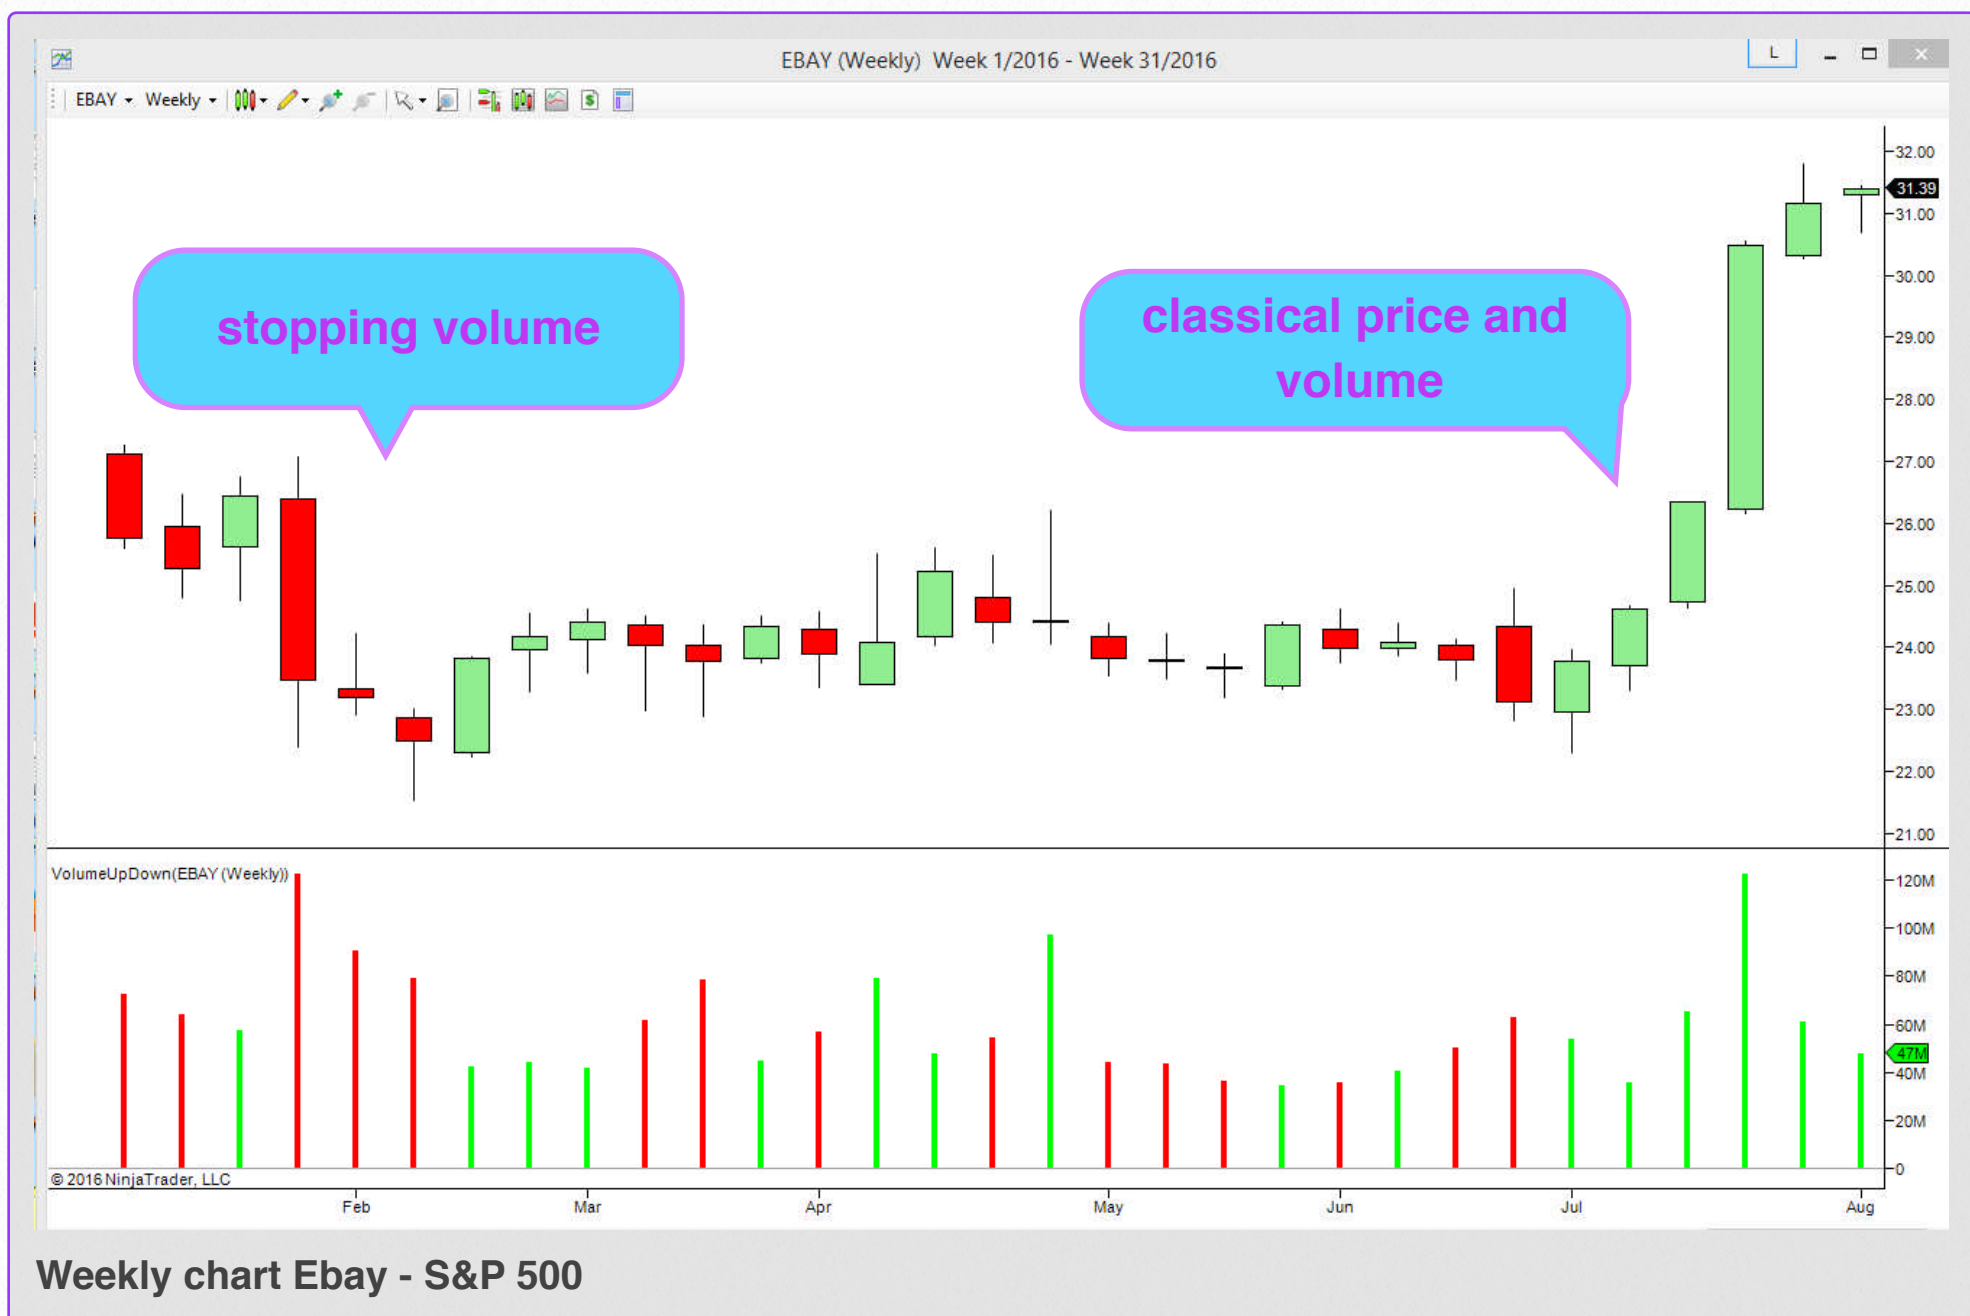 EBAY (Weekly) Week 1/2016 - Week 31/2016
L
EBAY Weekly
stopping volume
classical price and
volume
32.00
31.39
31.00
30.00
29.00
28.00
27.00
26.00
25.00
24.00
23.00
22.00
21.00
VolumeUpDown(EBAY (Weekly))
120M
100M
80M
60M
47M
40M
20M
0
© 2016 NinjaTrader, LLC
Feb Mar Apr May Jun Jul Aug
Weekly chart Ebay - S&P 500